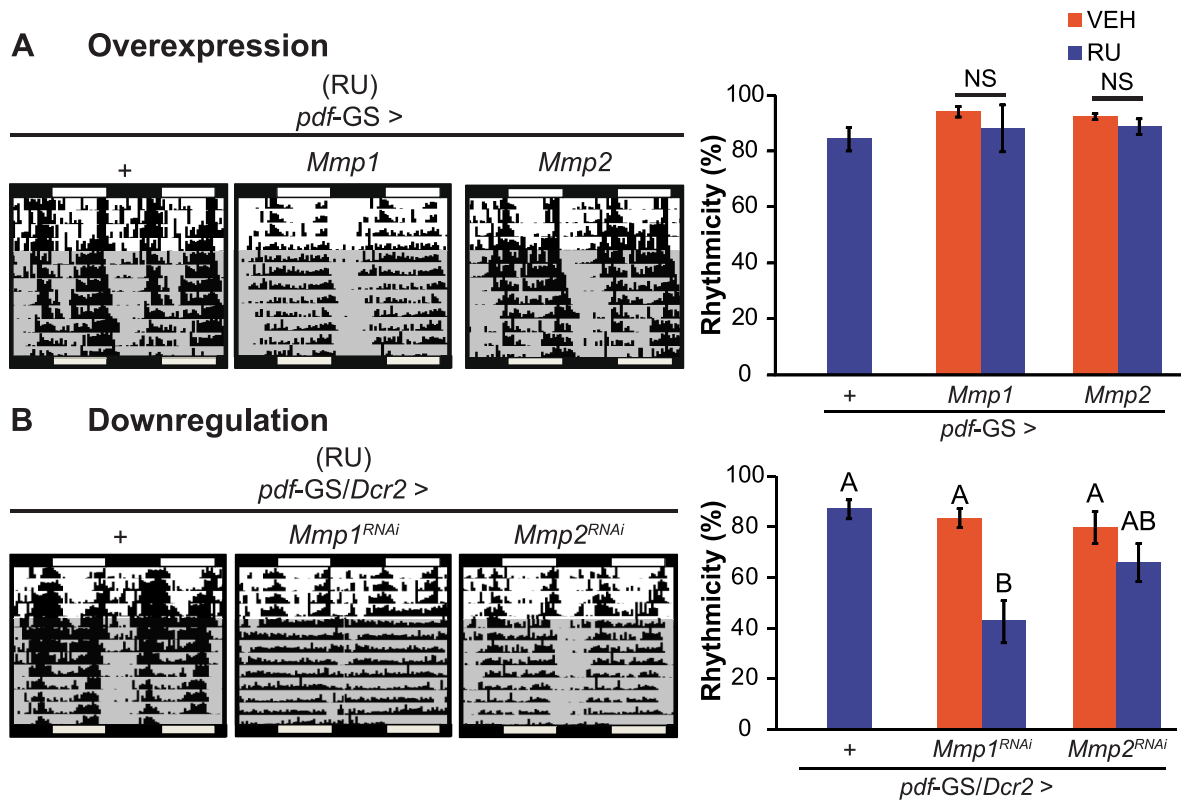 A Overexpression
(RU)
pdf-GS >
+ Mmp1 Mmp2
VEH
RU
NS NS
Rhythmicity (%)
100
80
60
40
20
0
+ Mmp1 Mmp2
pdf-GS >
B Downregulation
(RU)
pdf-GS/Dcr2 >
+ Mmp1RNAi Mmp2RNAi
Rhythmicity (%)
100
80
60
40
20
0
A A B A AB
+ Mmp1RNAi Mmp2RNAi
pdf-GS/Dcr2 >